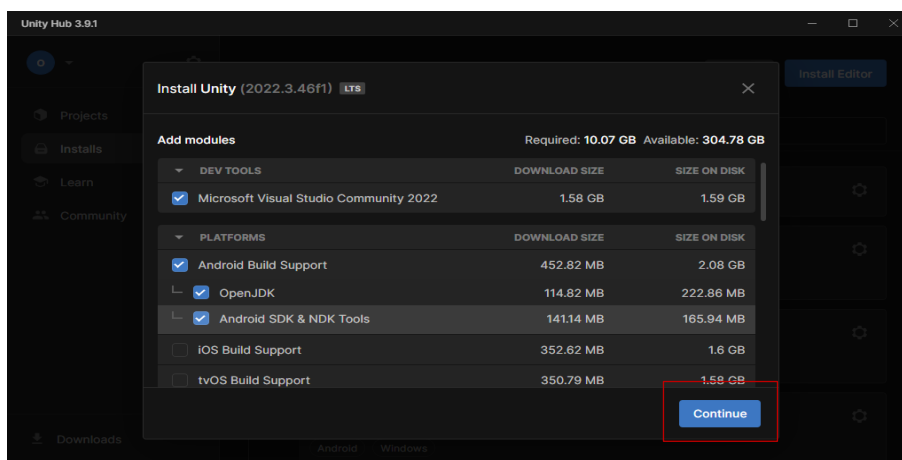 Unity Hub 3.9.1
O
Install Editor
Install Unity (2022.3.46f1) LTS
Projects
Installs
Learn
Community
Add modules
Required: 10.07 GB Available: 304.78 GB
DEV TOOLS DOWNLOAD SIZE SIZE ON DISK
Microsoft Visual Studio Community 2022 1.58 GB 1.59 GB
PLATFORMS DOWNLOAD SIZE SIZE ON DISK
Android Build Support 452.82 MB 2.08 GB
OpenJDK 114.82 MB 222.86 MB
Android SDK & NDK Tools 141.14 MB 165.94 MB
iOS Build Support 352.62 MB 1.6 GB
tvOS Build Support 350.79 MB 1.58 GB
Continue
Downloads
Android Windows